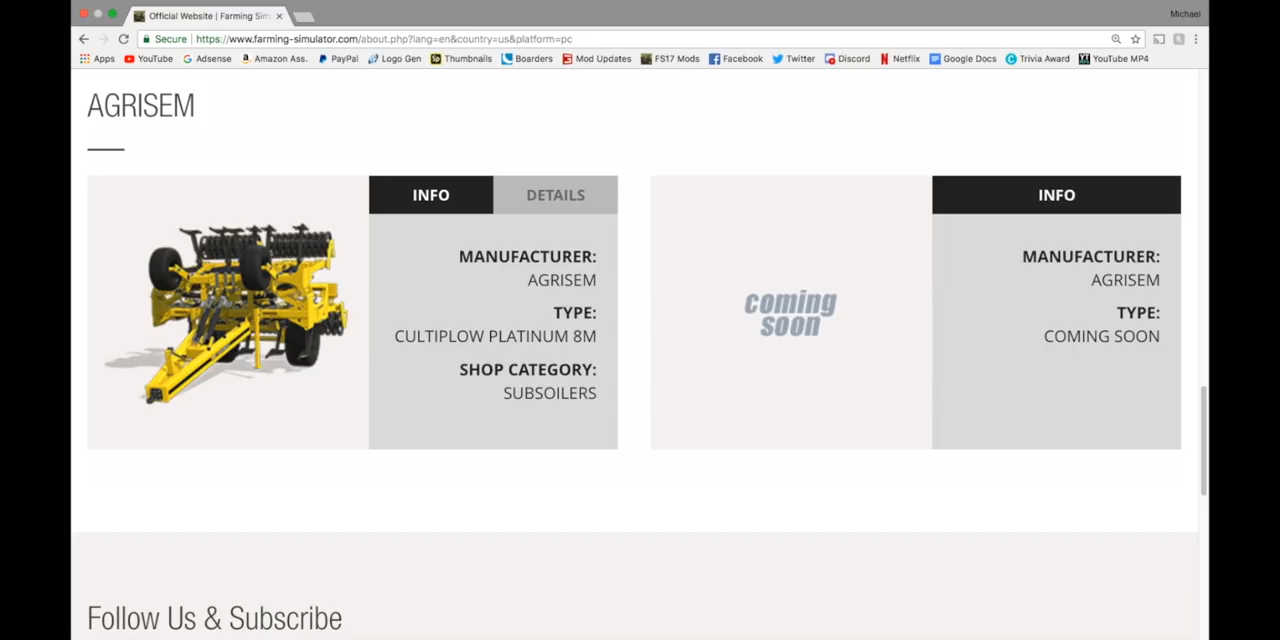 Official Website | Farming Sim
Michael
Secure
https://www.farming-simulator.com/about.php?lang=en&country=us&platform=pc
Apps
YouTube
Adsense
Amazon Ass.
PayPal
Logo Gen
Thumbnails
Boarders
Mod Updates
FS17 Mods
Facebook
Twitter
Discord
Netflix
Google Docs
Trivia Award
YouTube MP4
AGRISEM
INFO
DETAILS
MANUFACTURER:
AGRISEM
TYPE:
CULTIPLOW PLATINUM 8M
SHOP CATEGORY:
SUBSOILERS
coming
soon
INFO
MANUFACTURER:
AGRISEM
TYPE:
COMING SOON
Follow Us & Subscribe